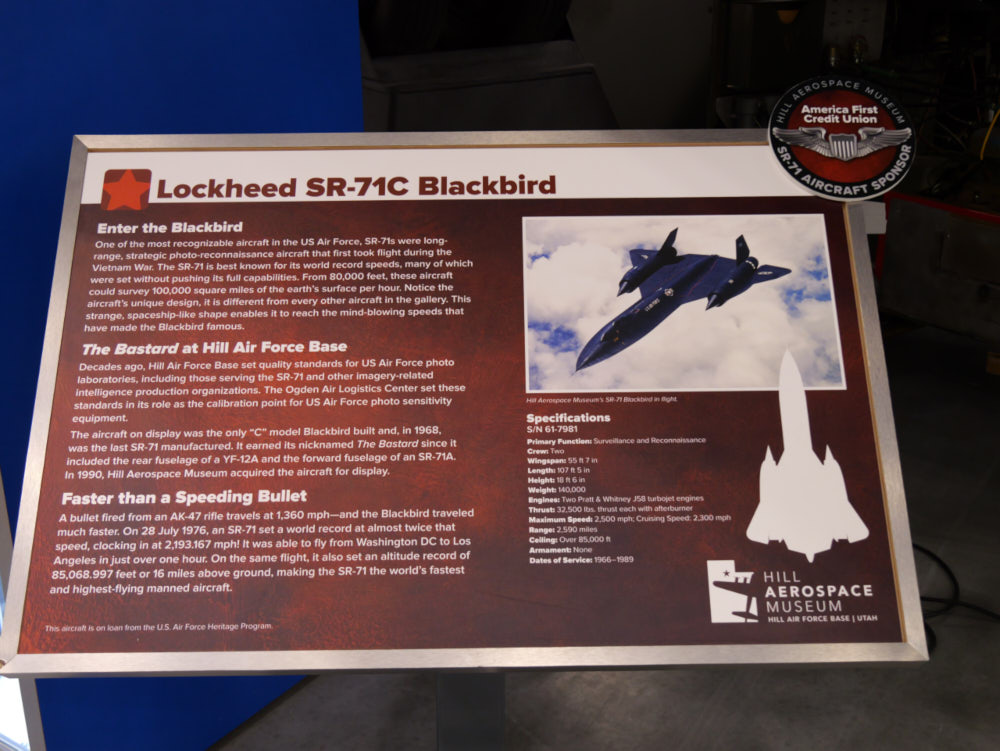 HILL AEROSPACE MUSEUM
America First
Credit Union
SR-71 AIRCRAFT SPONSOR
Lockheed SR-71C Blackbird
Enter the Blackbird
One of the most recognizable aircraft in the US Air Force, SR-71s were long-
range, strategic photo-reconnaissance aircraft that first took flight during the
Vietnam War. The SR-71 is best known for its world record speeds, many of which
were set without pushing its full capabilities. From 80,000 feet, these aircraft
could survey 100,000 square miles of the earth's surface per hour. Notice the
aircraft's unique design, it is different from every other aircraft in the gallery. This
strange, spaceship-like shape enables it to reach the mind-blowing speeds that
have made the Blackbird famous.
The Bastard at Hill Air Force Base
Decades ago, Hill Air Force Base set quality standards for US Air Force photo
laboratories, including those serving the SR-71 and other imagery-related
intelligence production organizations. The Ogden Air Logistics Center set these
standards in its role as the calibration point for US Air Force photo sensitivity
equipment.
The aircraft on display was the only "C" model Blackbird built and, in 1968,
was the last SR-71 manufactured. It earned its nicknamed The Bastard since it
included the rear fuselage of a YF-12A and the forward fuselage of an SR-71A.
In 1990, Hill Aerospace Museum acquired the aircraft for display.
Faster than a Speeding Bullet
A bullet fired from an AK-47 rifle travels at 1,360 mph—and the Blackbird traveled
much faster. On 28 July 1976, an SR-71 set a world record at almost twice that
speed, clocking in at 2,193.167 mph! It was able to fly from Washington DC to Los
Angeles in just over one hour. On the same flight, it also set an altitude record of
85,068.997 feet or 16 miles above ground, making the SR-71 the world's fastest
and highest-flying manned aircraft.
This aircraft is on loan from the U.S. Air Force Heritage Program.
Hill Aerospace Museum's SR-71 Blackbird in flight.
Specifications
S/N 61-7981
Primary Function: Surveillance and Reconnaissance
Crew: Two
Wingspan: 55 ft 7 in
Length: 107 ft 5 in
Height: 18 ft 6 in
Weight: 140,000
Engines: Two Pratt & Whitney J58 turbojet engines
Thrust: 32,500 lbs. thrust each with afterburner
Maximum Speed: 2,500 mph; Cruising Speed: 2,300 mph
Range: 2,590 miles
Ceiling: Over 85,000 ft
Armament: None
Dates of Service: 1966–1989
HILL
AEROSPACE
MUSEUM
HILL AIR FORCE BASE | UTAH